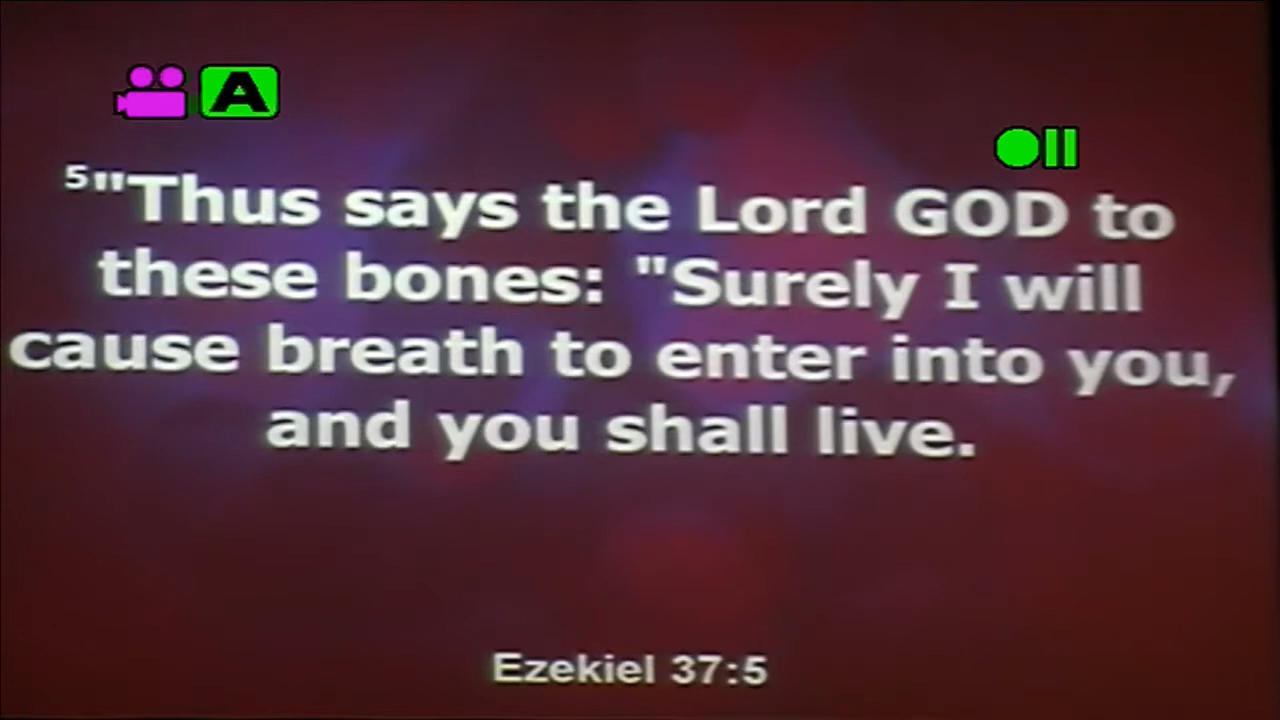 A
5"Thus says the Lord GOD to
these bones: "Surely I will
cause breath to enter into you,
and you shall live.
Ezekiel 37:5